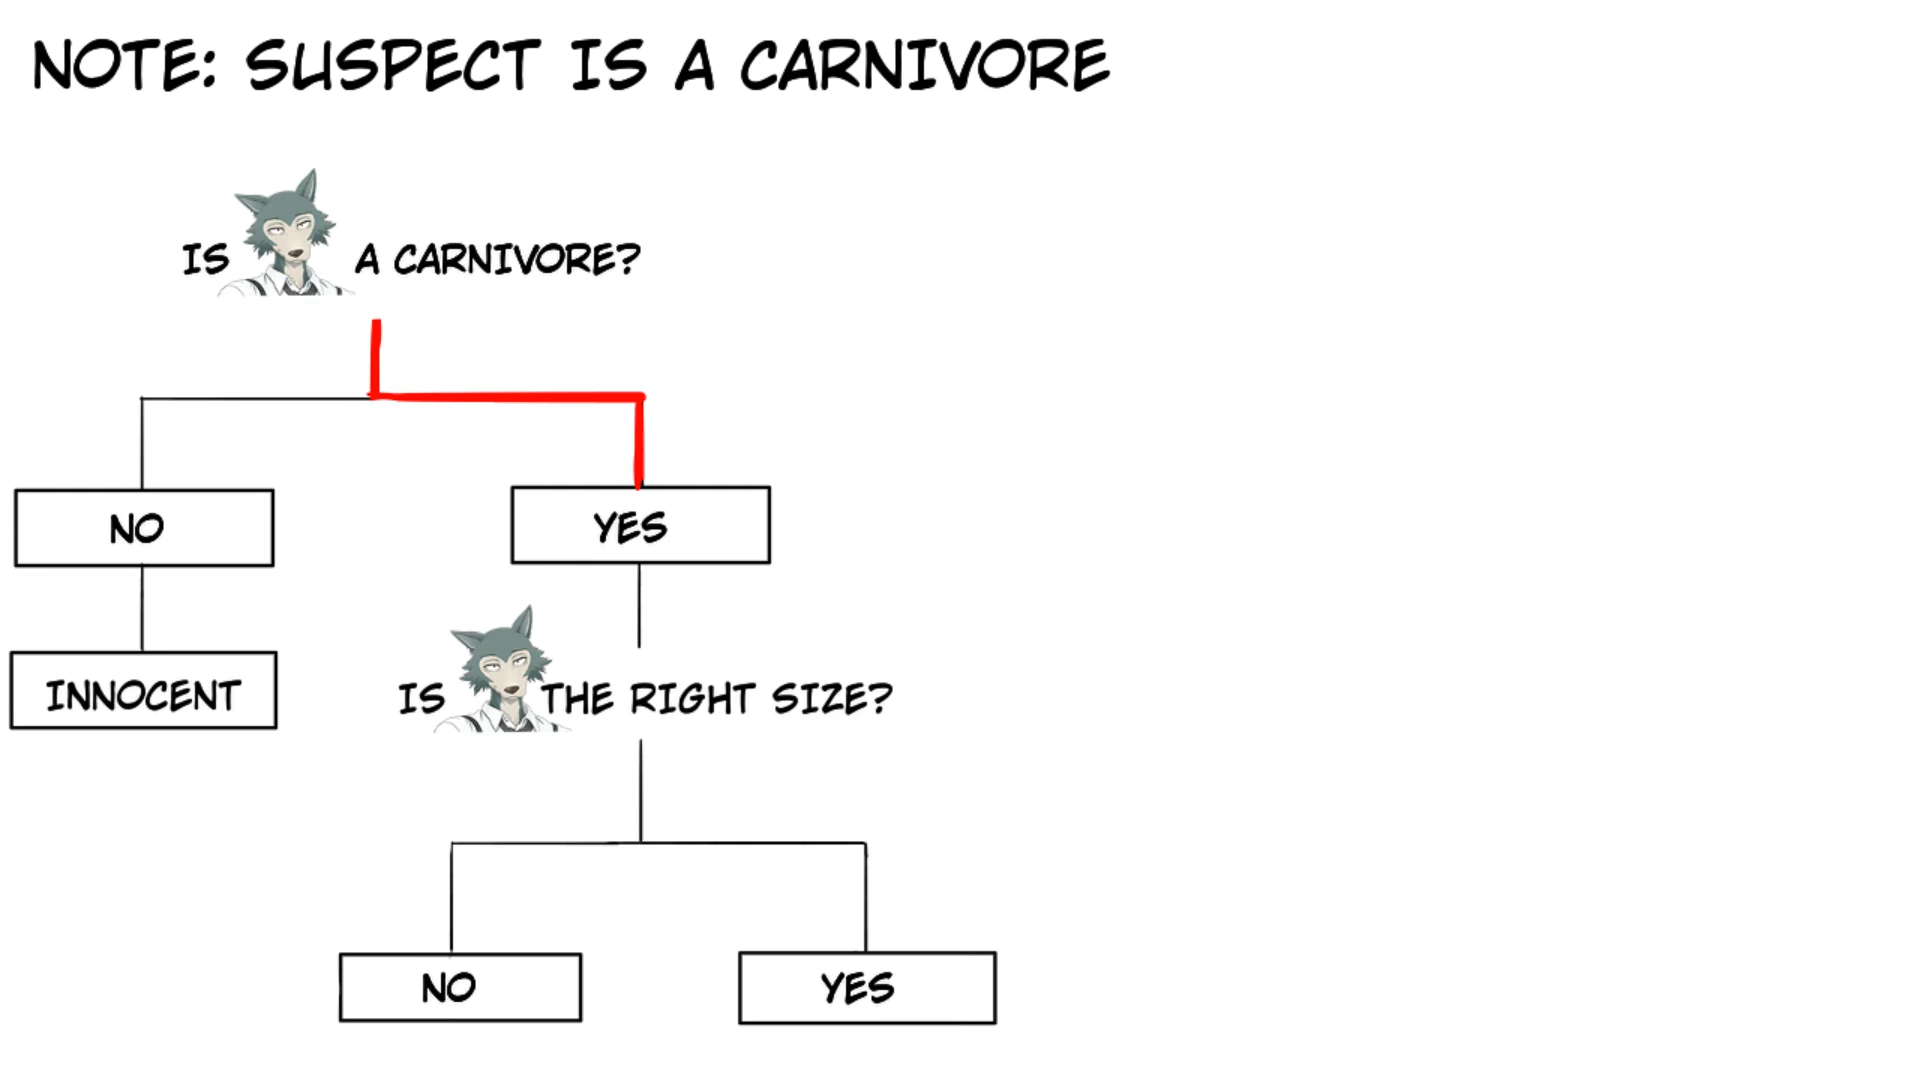 NOTE: SUSPECT IS A CARNIVORE
IS A CARNIVORE?
NO
YES
INNOCENT
IS THE RIGHT SIZE?
NO
YES